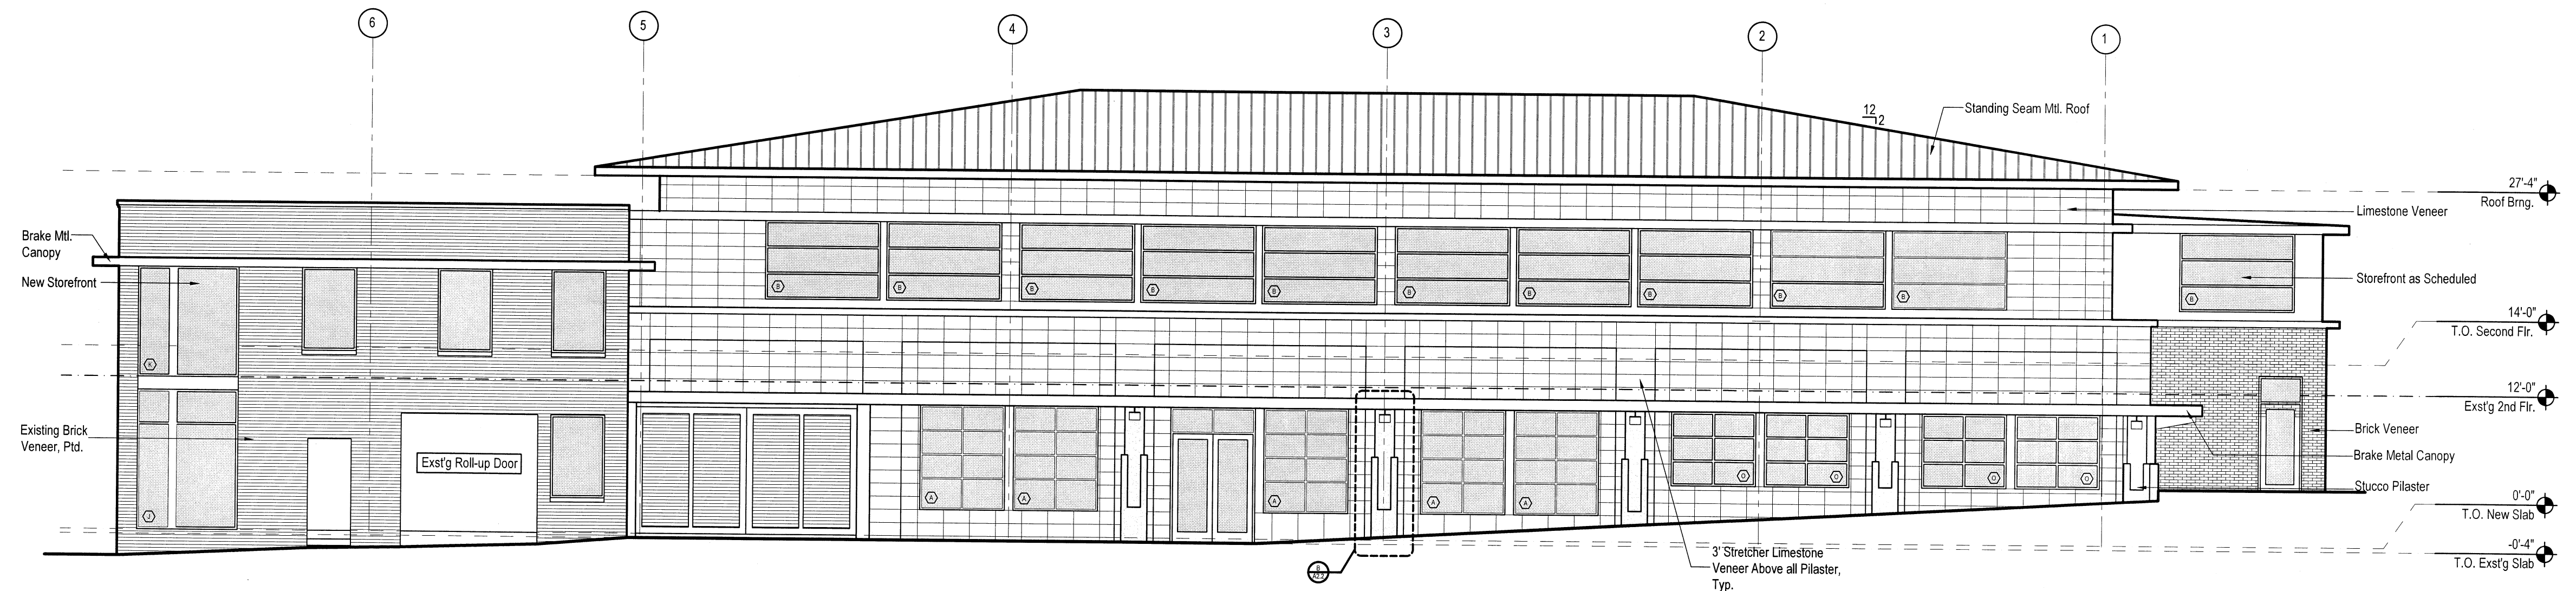 6
5
4
3
2
1
12
2
Standing Seam Mtl. Roof
27'-4"
Roof Brng.
Limestone Veneer
Brake Mtl.
Canopy
New Storefront
Storefront as Scheduled
B
B
B
B
B
B
B
B
B
B
B
14'-0"
T.O. Second Flr.
K
12'-0"
Exst'g 2nd Flr.
Existing Brick
Veneer, Ptd.
Exst'g Roll-up Door
Brick Veneer
Brake Metal Canopy
Stucco Pilaster
A
A
A
A
A
J
0'-0"
T.O. New Slab
-0'-4"
T.O. Exst'g Slab
3' Stretcher Limestone
Veneer Above all Pilaster,
Typ.
A2.2